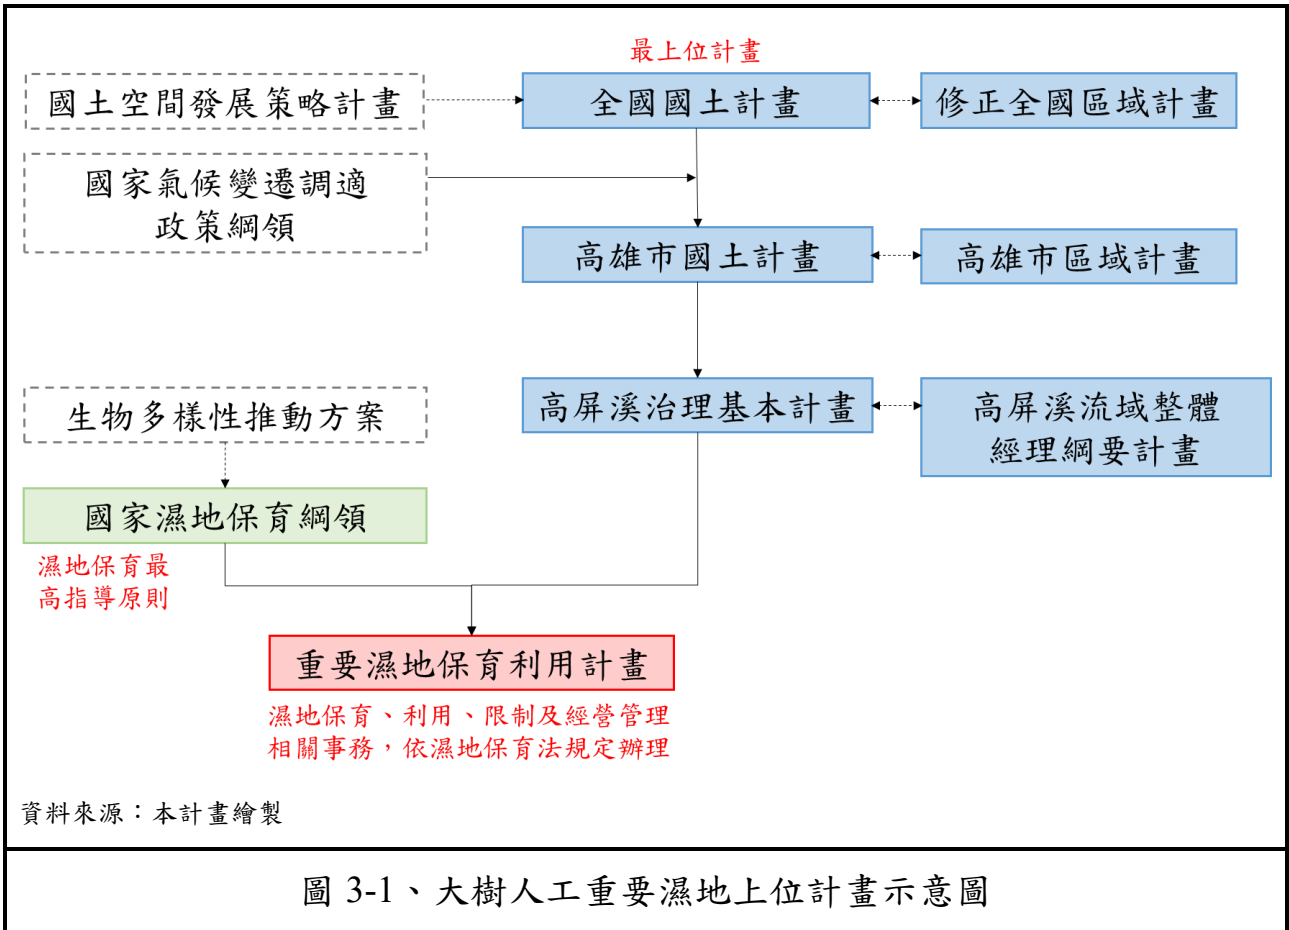 最上位計畫
國土空間發展策略計畫
全國國土計畫
修正全國區域計畫
國家氣候變遷調適
政策綱領
高雄市國土計畫
高雄市區域計畫
生物多樣性推動方案
高屏溪治理基本計畫
高屏溪流域整體
經理綱要計畫
國家濕地保育綱領
濕地保育最
高指導原則
重要濕地保育利用計畫
濕地保育、利用、限制及經營管理
相關事務，依濕地保育法規定辦理
資料來源：本計畫繪製
圖 3-1、大樹人工重要濕地上位計畫示意圖